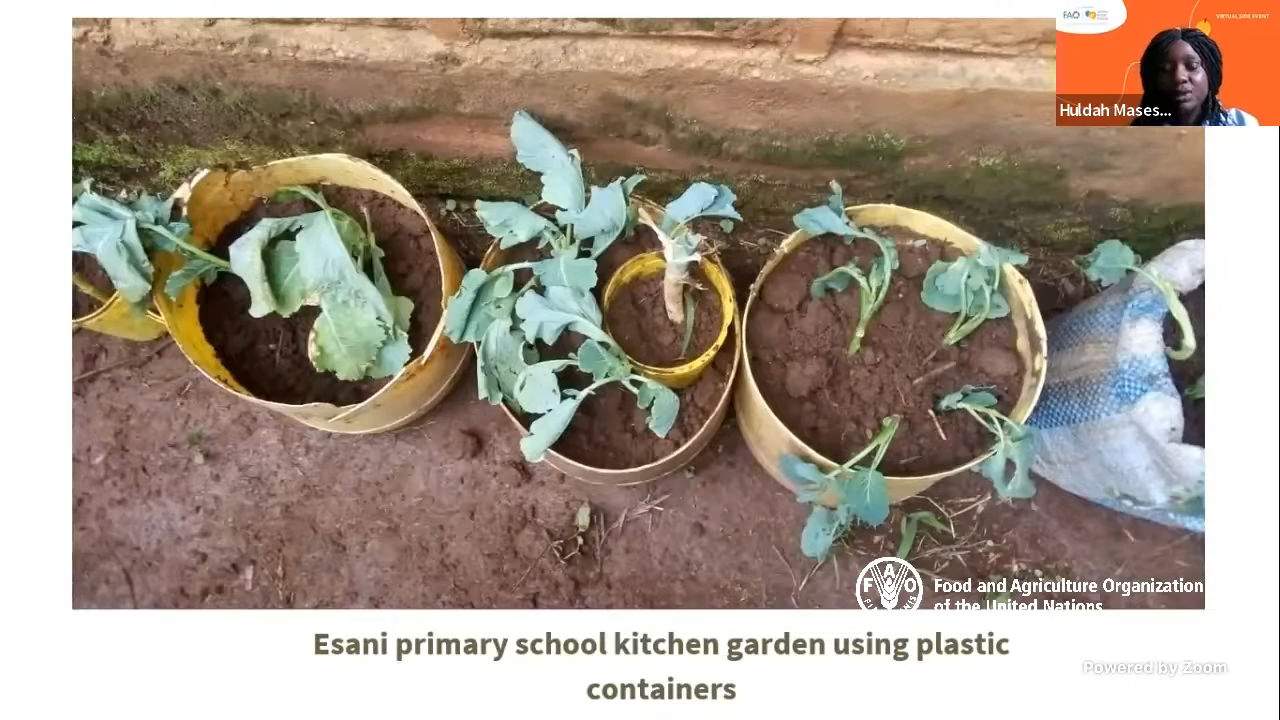 FAO
VIRTUAL SIDE EVENT
Huldah Mases...
FAO
Food and Agriculture Organization
of the United Nations
Esani primary school kitchen garden using plastic
containers
Powered by Zoom